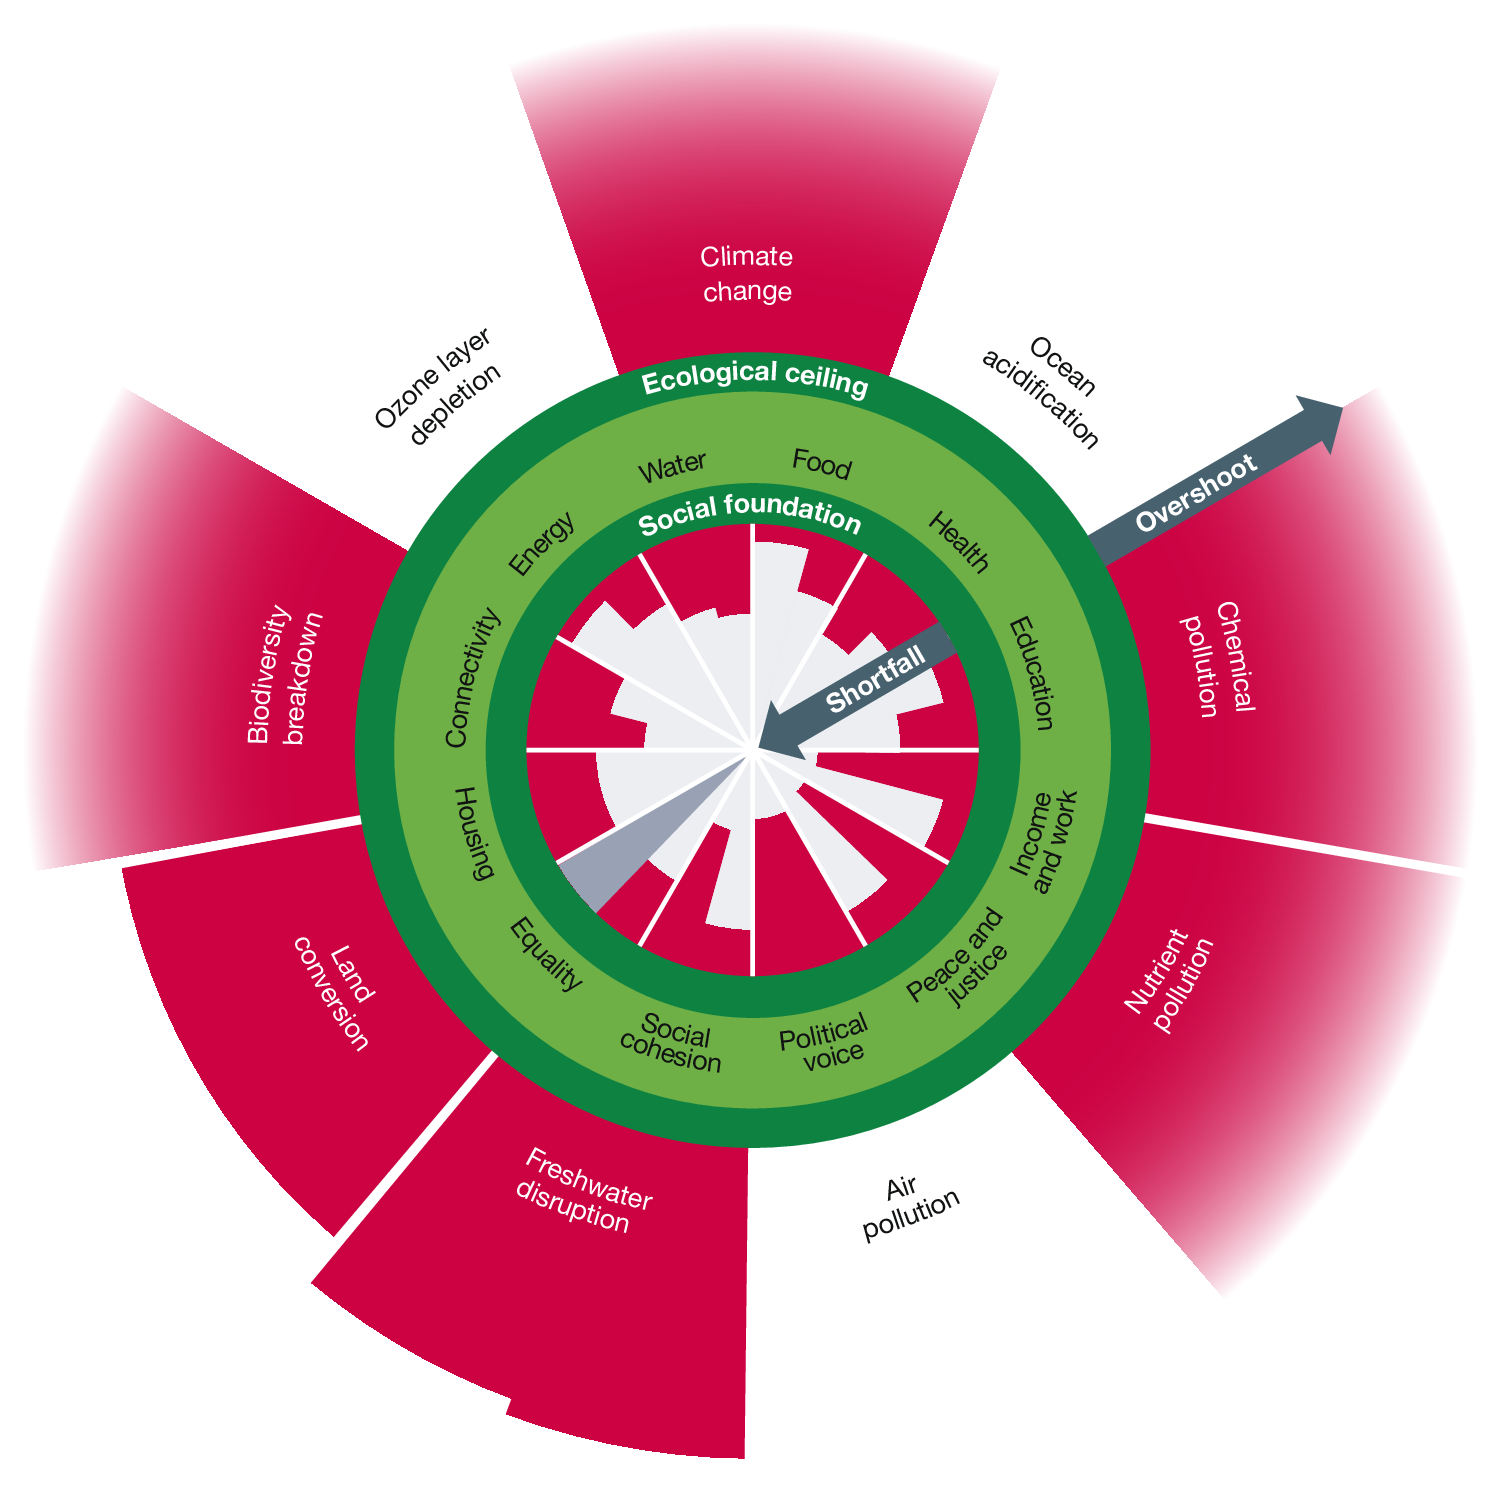 Climate
change
Ozone layer
depletion
Ocean
acidification
Ecological ceiling
Overshoot
Water
Food
Social foundation
Energy
Health
Connectivity
Education
Biodiversity
breakdown
Chemical
pollution
Shortfall
Housing
Income
and work
Equality
Peace and
justice
Land
conversion
Nutrient
pollution
Social
cohesion
Political
voice
Freshwater
disruption
Air
pollution